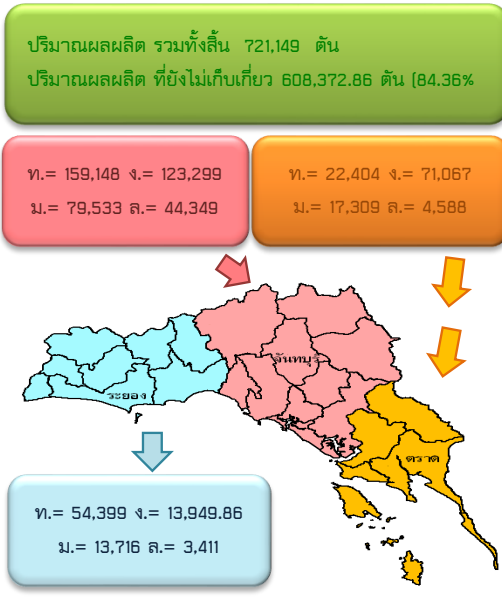 ปริมาณผลผลิต รวมทั้งสิ้น 721,149 ตัน
ปริมาณผลผลิต ที่ยังไม่เก็บเกี่ยว 608,372.86 ตัน (84.36%
ท.= 159,148 ง.= 123,299
ม.= 79,533 ล.= 44,349
ท.= 22,404 ง.= 71,067
ม.= 17,309 ล.= 4,588
จันทบุรี
ระยอง
ตราด
ท.= 54,399 ง.= 13,949.86
ม.= 13,716 ล.= 3,411